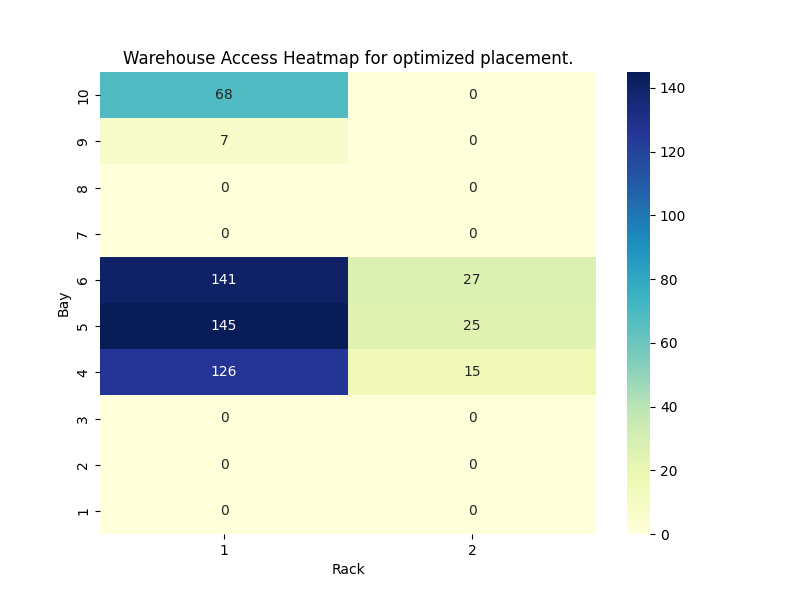 Warehouse Access Heatmap for optimized placement.
10 68 0 140
9 7 0 120
8 0 0
7 0 0 100
6 141 27 80
Bay
5 145 25 60
4 126 15 40
3 0 0
2 0 0 20
1 0 0 0
1 2
Rack